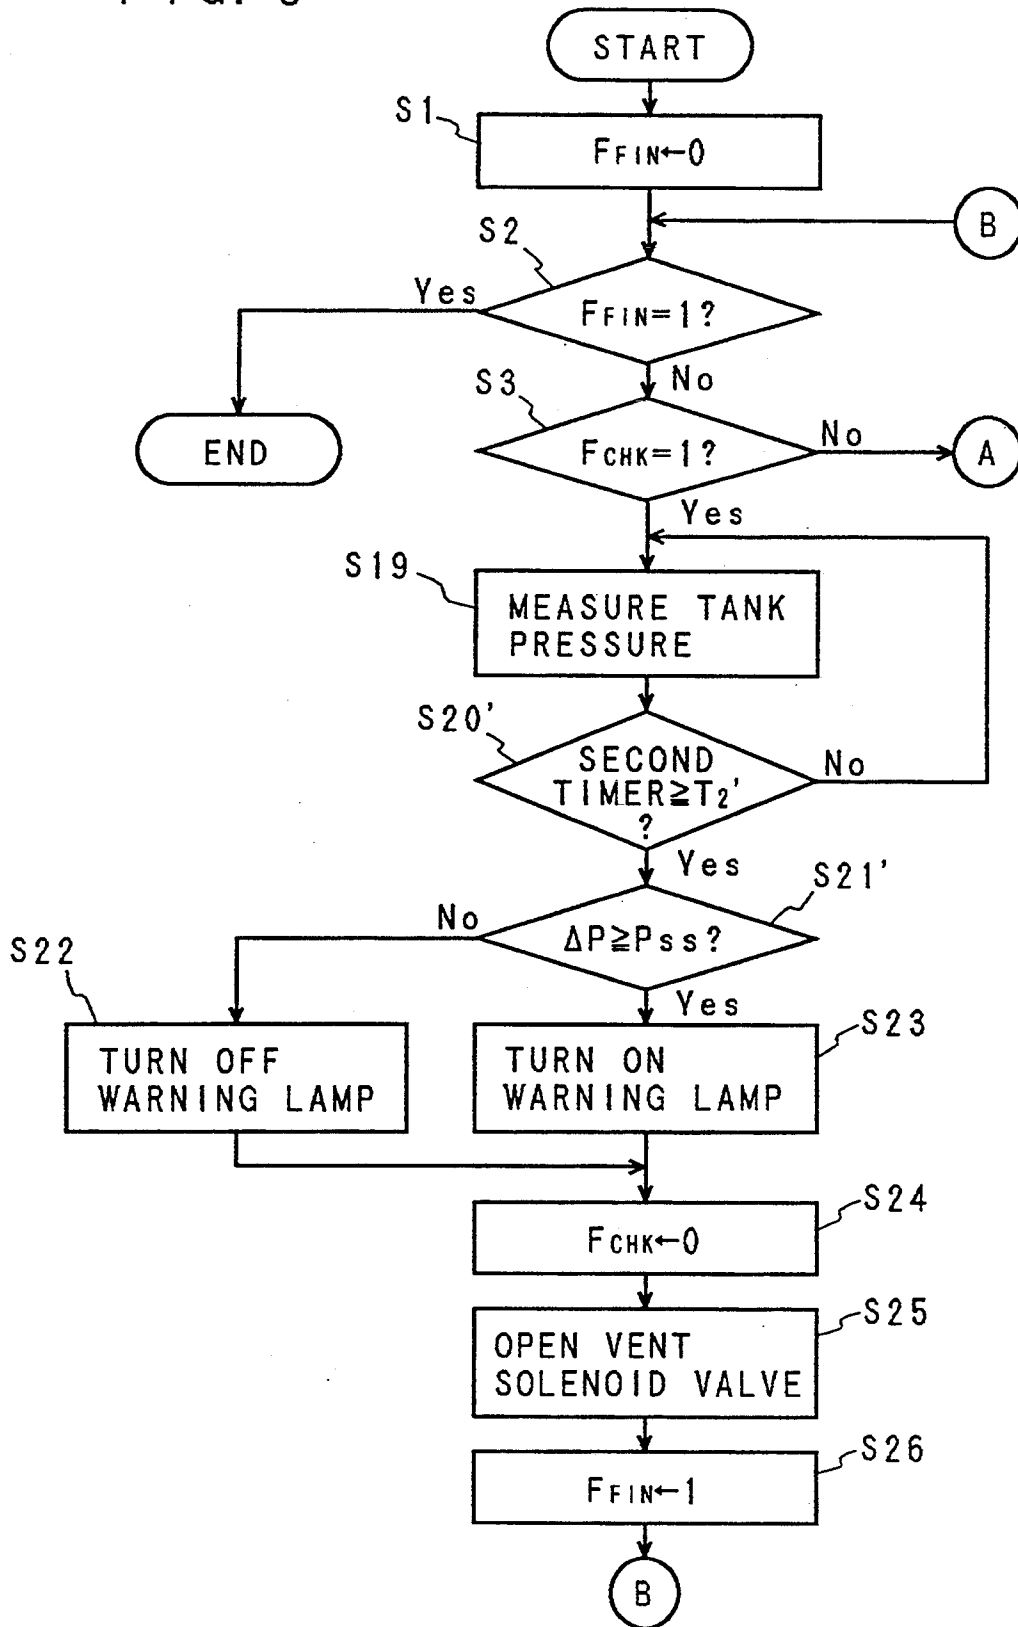 START
S1
FFIN←0
B
S2
Yes
FFIN=1?
No
S3
END
FCHK=1?
No
A
Yes
S19
MEASURE TANK
PRESSURE
S20'
SECOND
TIMER≧T2'
?
No
Yes
S21'
No
ΔP≧Pss?
S22
Yes
S23
TURN OFF
WARNING LAMP
TURN ON
WARNING LAMP
S24
FCHK←0
S25
OPEN VENT
SOLENOID VALVE
S26
FFIN←1
B